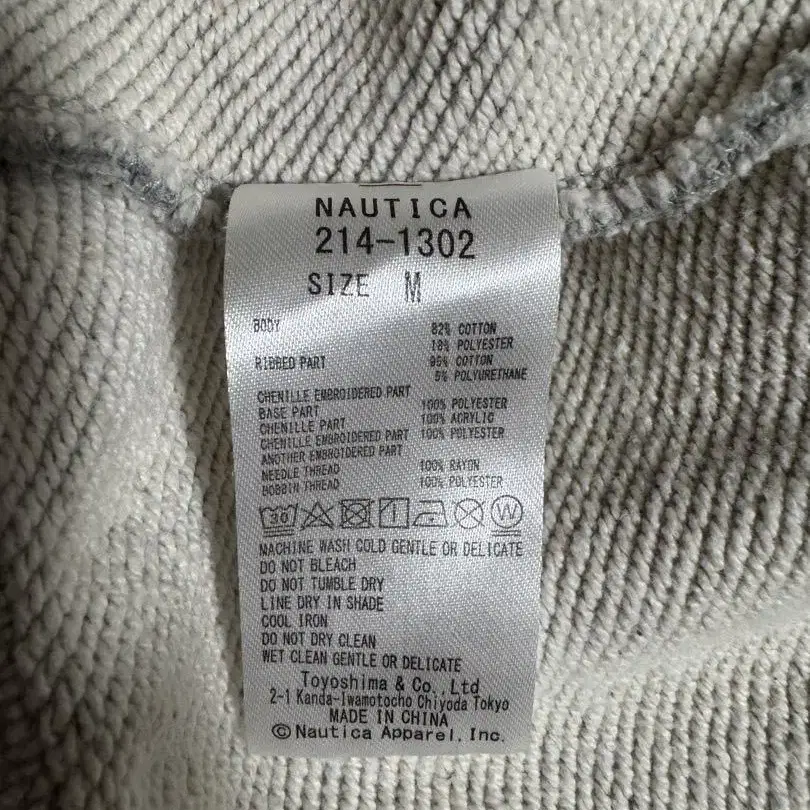 NAUTICA
214-1302
SIZE M
BODY 82% COTTON
18% POLYESTER
RIBBED PART 95% COTTON
5% POLYURETHANE
CHENILLE EMBROIDERED PART
BASE PART 100% POLYESTER
CHENILLE PART 100% ACRYLIC
CHENILLE EMBROIDERED PART 100% POLYESTER
ANOTHER EMBROIDERED PART
NEEDLE THREAD 100% RAYON
BOBBIN THREAD 100% POLYESTER
30 W
MACHINE WASH COLD GENTLE OR DELICATE
DO NOT BLEACH
DO NOT TUMBLE DRY
LINE DRY IN SHADE
COOL IRON
DO NOT DRY CLEAN
WET CLEAN GENTLE OR DELICATE
Toyoshima & Co., Ltd
2-1 Kanda-Iwamotocho Chiyoda Tokyo
MADE IN CHINA
©Nautica Apparel, Inc.